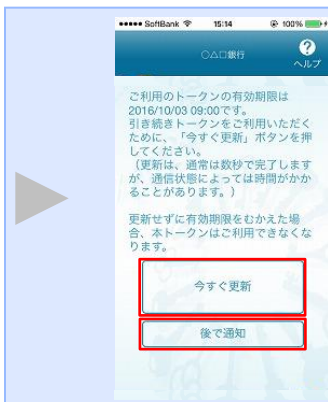 SoftBank 15:14 100%
○△□銀行
ヘルプ
ご利用のトークンの有効期限は
2016/10/03 09:00です。
引き続きトークンをご利用いただく
ために、「今すぐ更新」ボタンを押
してください。
（更新は、通常は数秒で完了します
が、通信状態によっては時間がかか
ることがあります。）
更新せずに有効期限をむかえた場
合、本トークンはご利用できなくな
ります。
今すぐ更新
後で通知